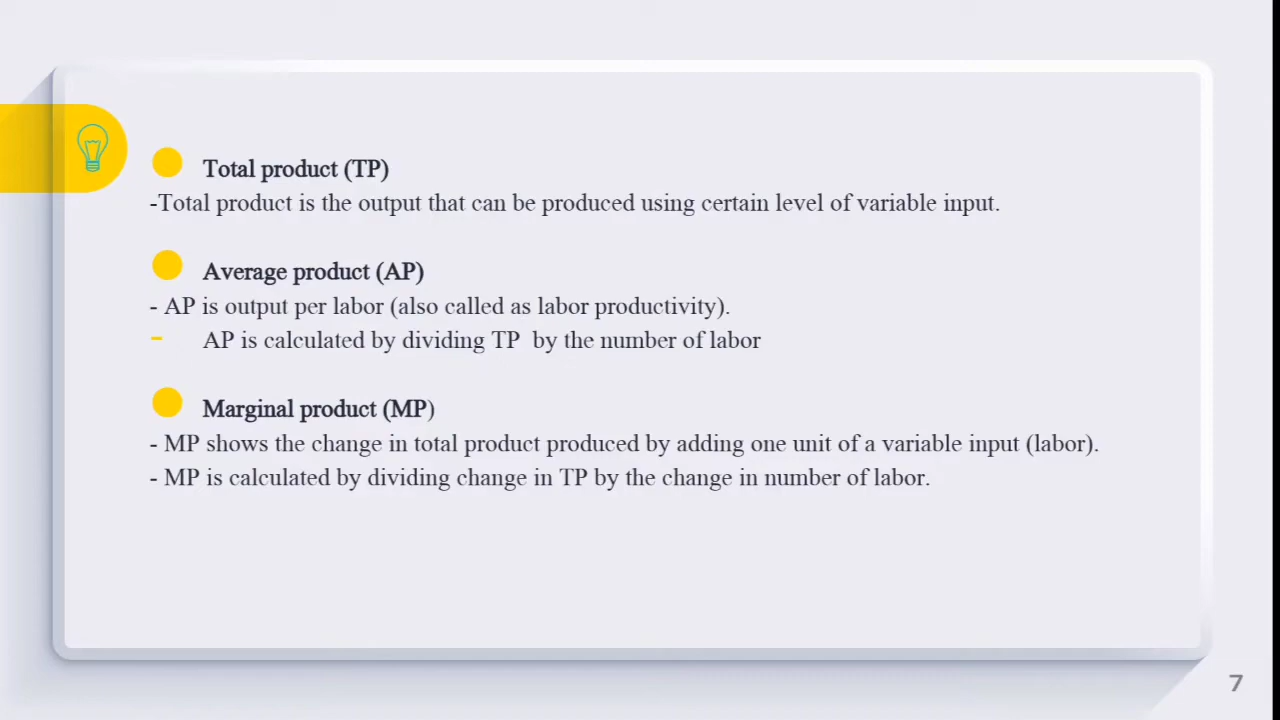 Total product (TP)
-Total product is the output that can be produced using certain level of variable input.
Average product (AP)
- AP is output per labor (also called as labor productivity).
- AP is calculated by dividing TP  by the number of labor
Marginal product (MP)
- MP shows the change in total product produced by adding one unit of a variable input (labor).
- MP is calculated by dividing change in TP by the change in number of labor.
7